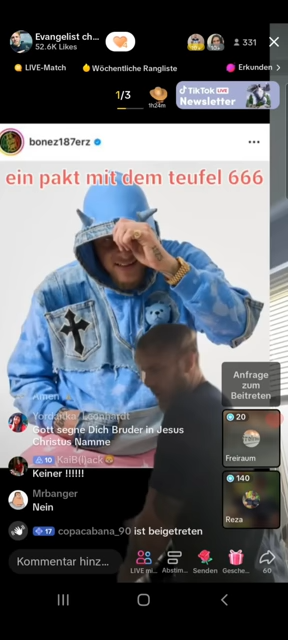 Evangelist ch...
52.6K Likes
331
LIVE-Match
Wöchentliche Rangliste
Erkunden
1/3
1h24m
TikTok LIVE
Newsletter
bonez187erz
ein pakt mit dem teufel 666
Amen
Anfrage
zum
Beitreten
Gott segne Dich Bruder in Jesus
Christus Namme
10 KalB(l)ack
Keiner !!!!!!
Mrbanger
Nein
17 copacabana_90 ist beigetreten
20
Freiraum
140
Reza
Kommentar hinz...
LIVE mi...
Abstim...
Senden
Gesche...
60